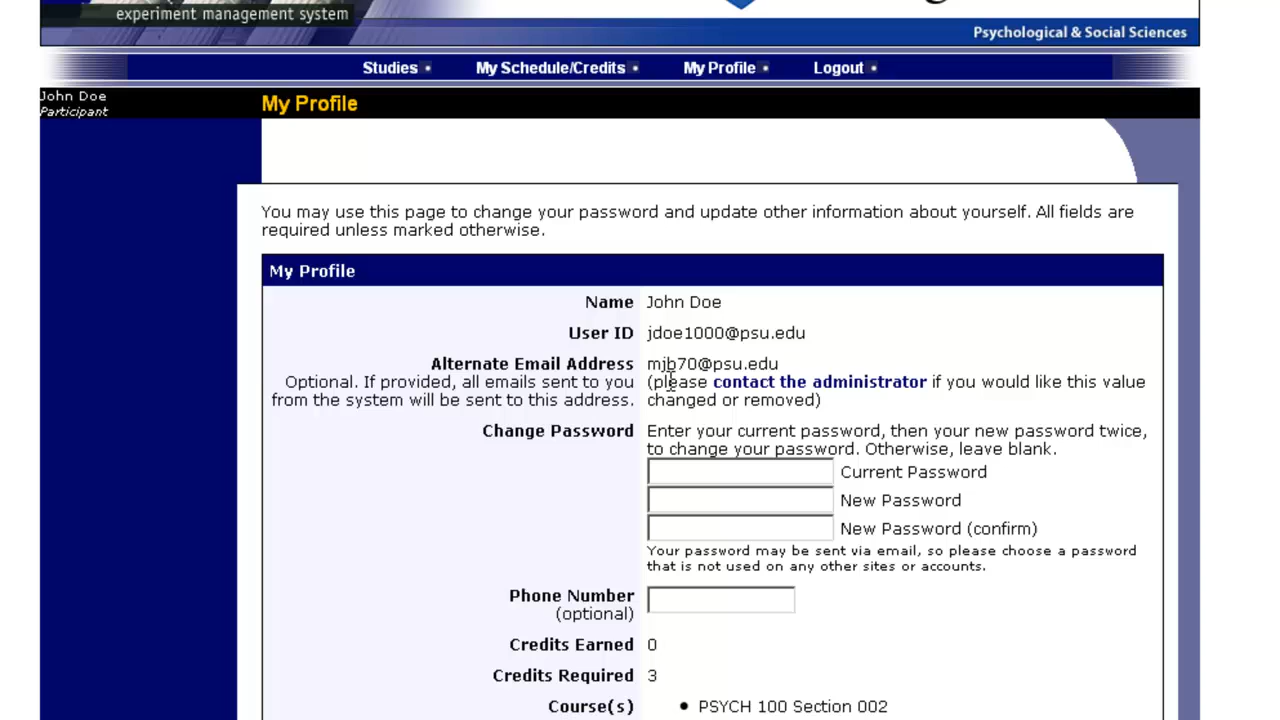 experiment management system
Psychological & Social Sciences
Studies
My Schedule/Credits
My Profile
Logout
John Doe
Participant
My Profile
You may use this page to change your password and update other information about yourself. All fields are
required unless marked otherwise.
My Profile
Name John Doe
User ID jdoe1000@psu.edu
Alternate Email Address mjb70@psu.edu
Optional. If provided, all emails sent to you (please contact the administrator if you would like this value
from the system will be sent to this address. changed or removed)
Change Password Enter your current password, then your new password twice,
to change your password. Otherwise, leave blank.
Current Password
New Password
New Password (confirm)
Your password may be sent via email, so please choose a password
that is not used on any other sites or accounts.
Phone Number
(optional)
Credits Earned 0
Credits Required 3
Course(s) • PSYCH 100 Section 002